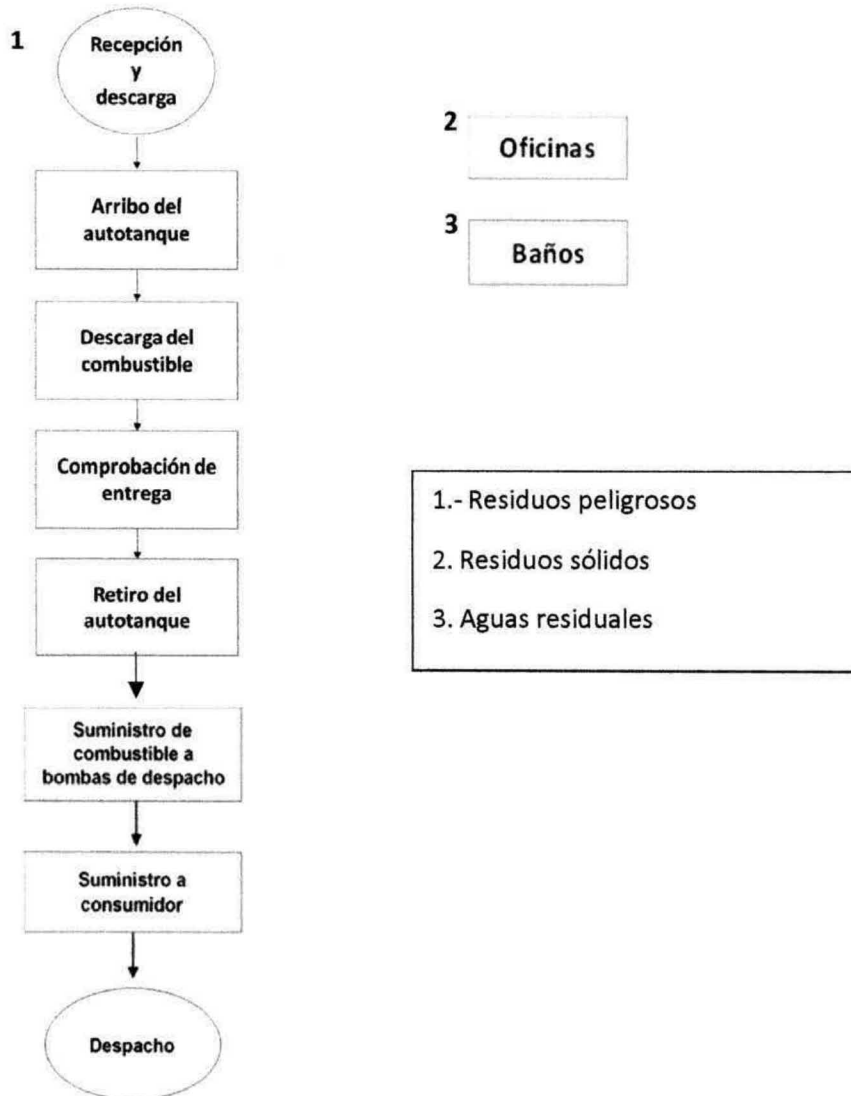 1
Recepción
y
descarga
Arribo del
autotanque
Descarga del
combustible
Comprobación de
entrega
Retiro del
autotanque
Suministro de
combustible a
bombas de despacho
Suministro a
consumidor
Despacho
2
Oficinas
3
Baños
1.- Residuos peligrosos
2. Residuos sólidos
3. Aguas residuales